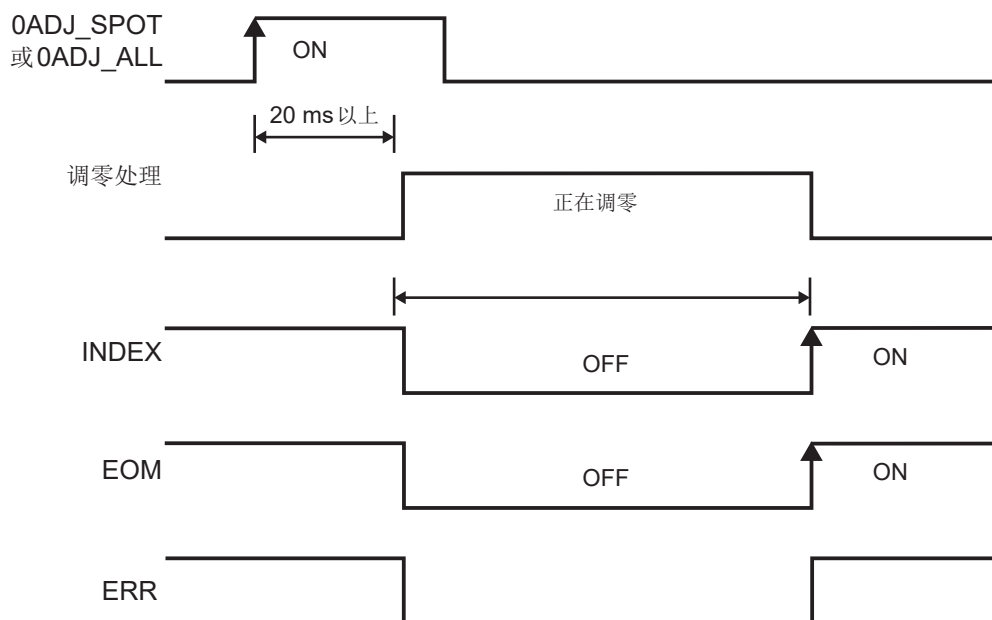 0ADJ_SPOT
或0ADJ_ALL
ON
20 ms以上
调零处理
正在调零
INDEX
OFF
ON
EOM
OFF
ON
ERR